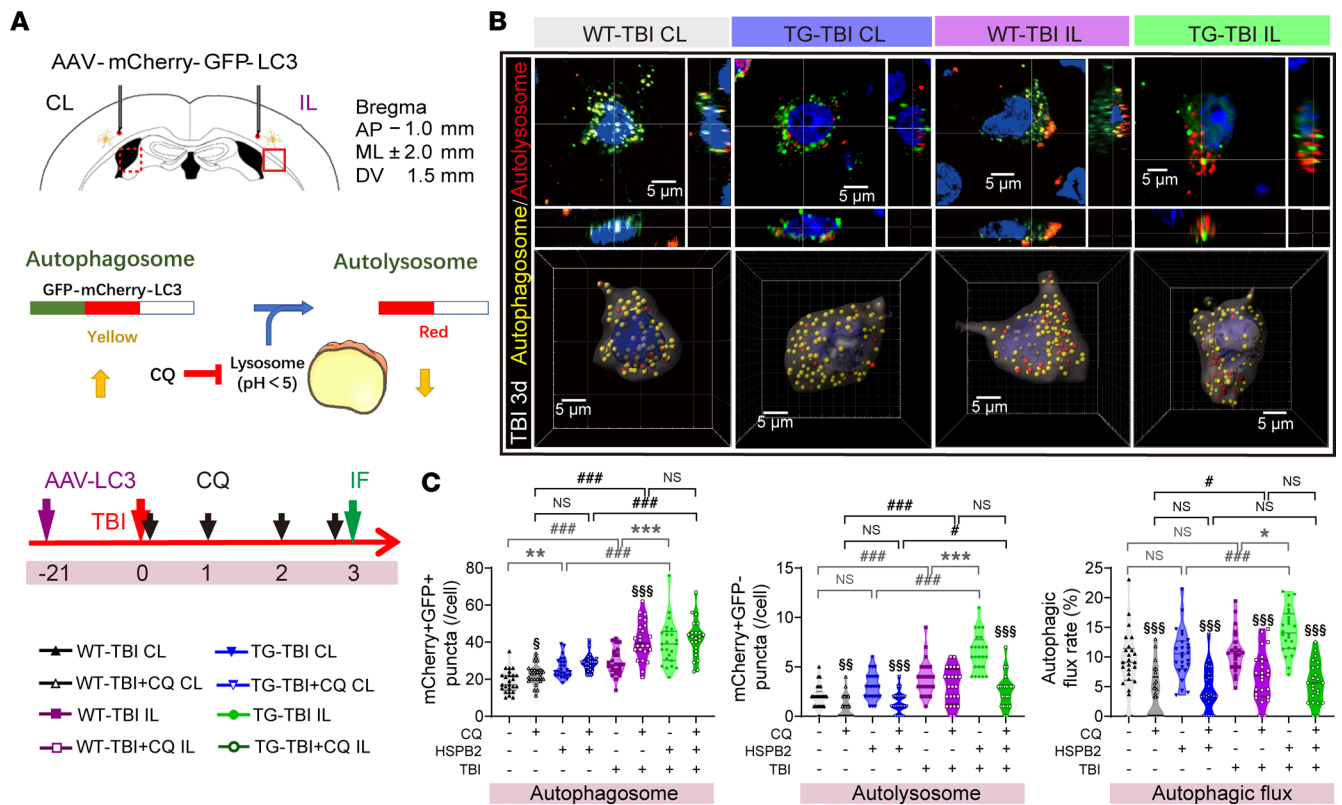 A
AAV-mCherry-GFP-LC3
CL
IL
Bregma
AP −1.0 mm
ML ±2.0 mm
DV 1.5 mm
Autophagosome
Autolysosome
GFP-mCherry-LC3
Yellow
Red
CQ
Lysosome
(pH < 5)
AAV-LC3
CQ
IF
TBI
-21 0 1 2 3
WT-TBI CL
TG-TBI CL
WT-TBI+CQ CL
TG-TBI+CQ CL
WT-TBI IL
TG-TBI IL
WT-TBI+CQ IL
TG-TBI+CQ IL
B
WT-TBI CL
TG-TBI CL
WT-TBI IL
TG-TBI IL
Autophagosome/Autolysosome
TBI 3d
5 µm
5 µm
5 µm
5 µm
5 µm
5 µm
5 µm
5 µm
C
### NS
NS ###
### ***
** ###
§ §§§
mCherry+GFP+
puncta (/cell)
80
60
40
20
0
CQ - + - + - + - +
HSPB2 - - + + - - + +
TBI - - - - + + + +
Autophagosome
### NS
NS #
### ***
NS ###
§§ §§§ §§§
mCherry+GFP-
puncta (/cell)
15
10
5
0
CQ - + - + - + - +
HSPB2 - - + + - - + +
TBI - - - - + + + +
Autolysosome
# NS
NS NS
NS *
NS ###
§§§ §§§ §§§ §§§
Autophagic
flux rate (%)
25
20
15
10
5
0
CQ - + - + - + - +
HSPB2 - - + + - - + +
TBI - - - - + + + +
Autophagic flux